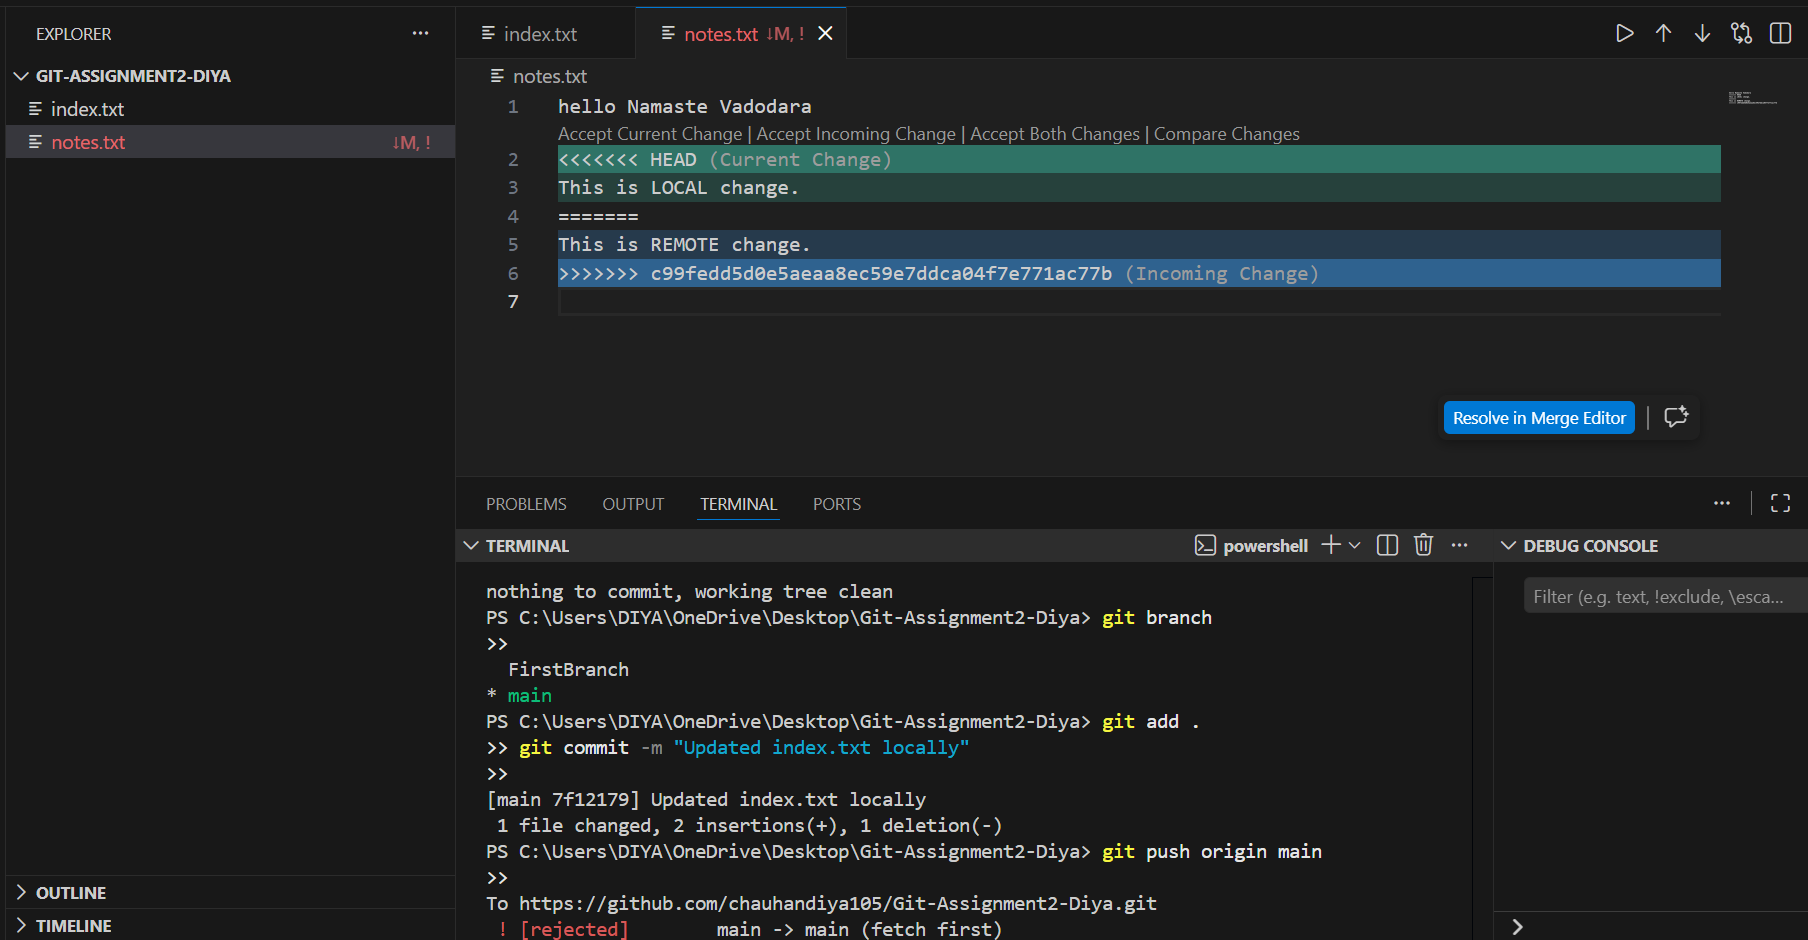 EXPLORER
GIT-ASSIGNMENT2-DIYA
index.txt
notes.txt ↓M, !
OUTLINE
TIMELINE
index.txt
notes.txt ↓M, !
notes.txt
1 hello Namaste Vadodara
Accept Current Change | Accept Incoming Change | Accept Both Changes | Compare Changes
2 <<<<<<< HEAD (Current Change)
3 This is LOCAL change.
4 =======
5 This is REMOTE change.
6 >>>>>>> c99fedd5d0e5aeaa8ec59e7ddca04f7e771ac77b (Incoming Change)
7
Resolve in Merge Editor
PROBLEMS OUTPUT TERMINAL PORTS
TERMINAL
powershell
nothing to commit, working tree clean
PS C:\Users\DIYA\OneDrive\Desktop\Git-Assignment2-Diya> git branch
>>
FirstBranch
* main
PS C:\Users\DIYA\OneDrive\Desktop\Git-Assignment2-Diya> git add .
>> git commit -m "Updated index.txt locally"
>>
[main 7f12179] Updated index.txt locally
1 file changed, 2 insertions(+), 1 deletion(-)
PS C:\Users\DIYA\OneDrive\Desktop\Git-Assignment2-Diya> git push origin main
>>
To https://github.com/chauhandiya105/Git-Assignment2-Diya.git
! [rejected] main -> main (fetch first)
DEBUG CONSOLE
Filter (e.g. text, !exclude, \esca...